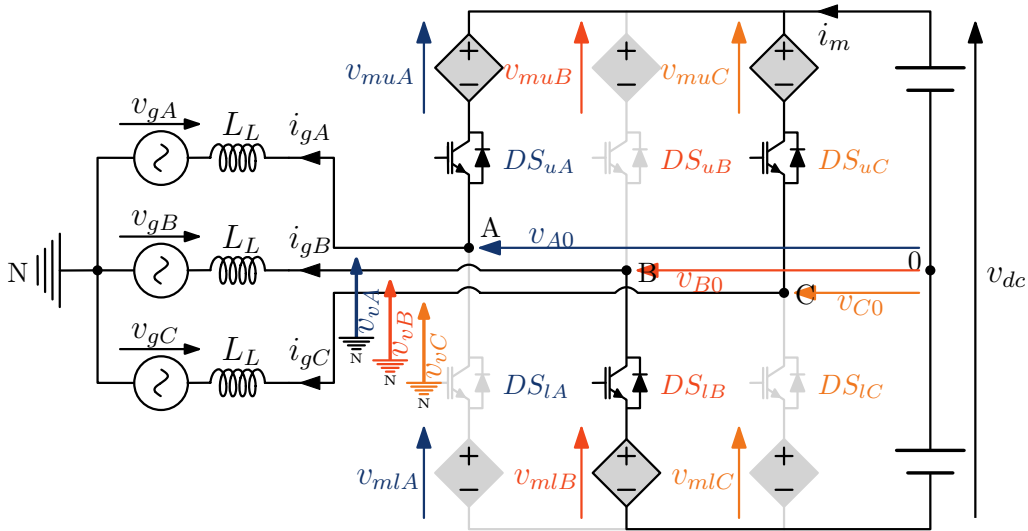 i_m
v_{muA} v_{muB} v_{muC}
+ + +
− − −
v_{gA} L_L i_{gA}
DS_{uA} DS_{uB} DS_{uC}
A v_{A0}
v_{gB} L_L i_{gB}
N B v_{B0} 0 v_{dc}
C v_{C0}
v_{vA} v_{vB} v_{vC}
N N N
v_{gC} L_L i_{gC}
DS_{lA} DS_{lB} DS_{lC}
+ + +
v_{mlA} v_{mlB} v_{mlC}
− − −